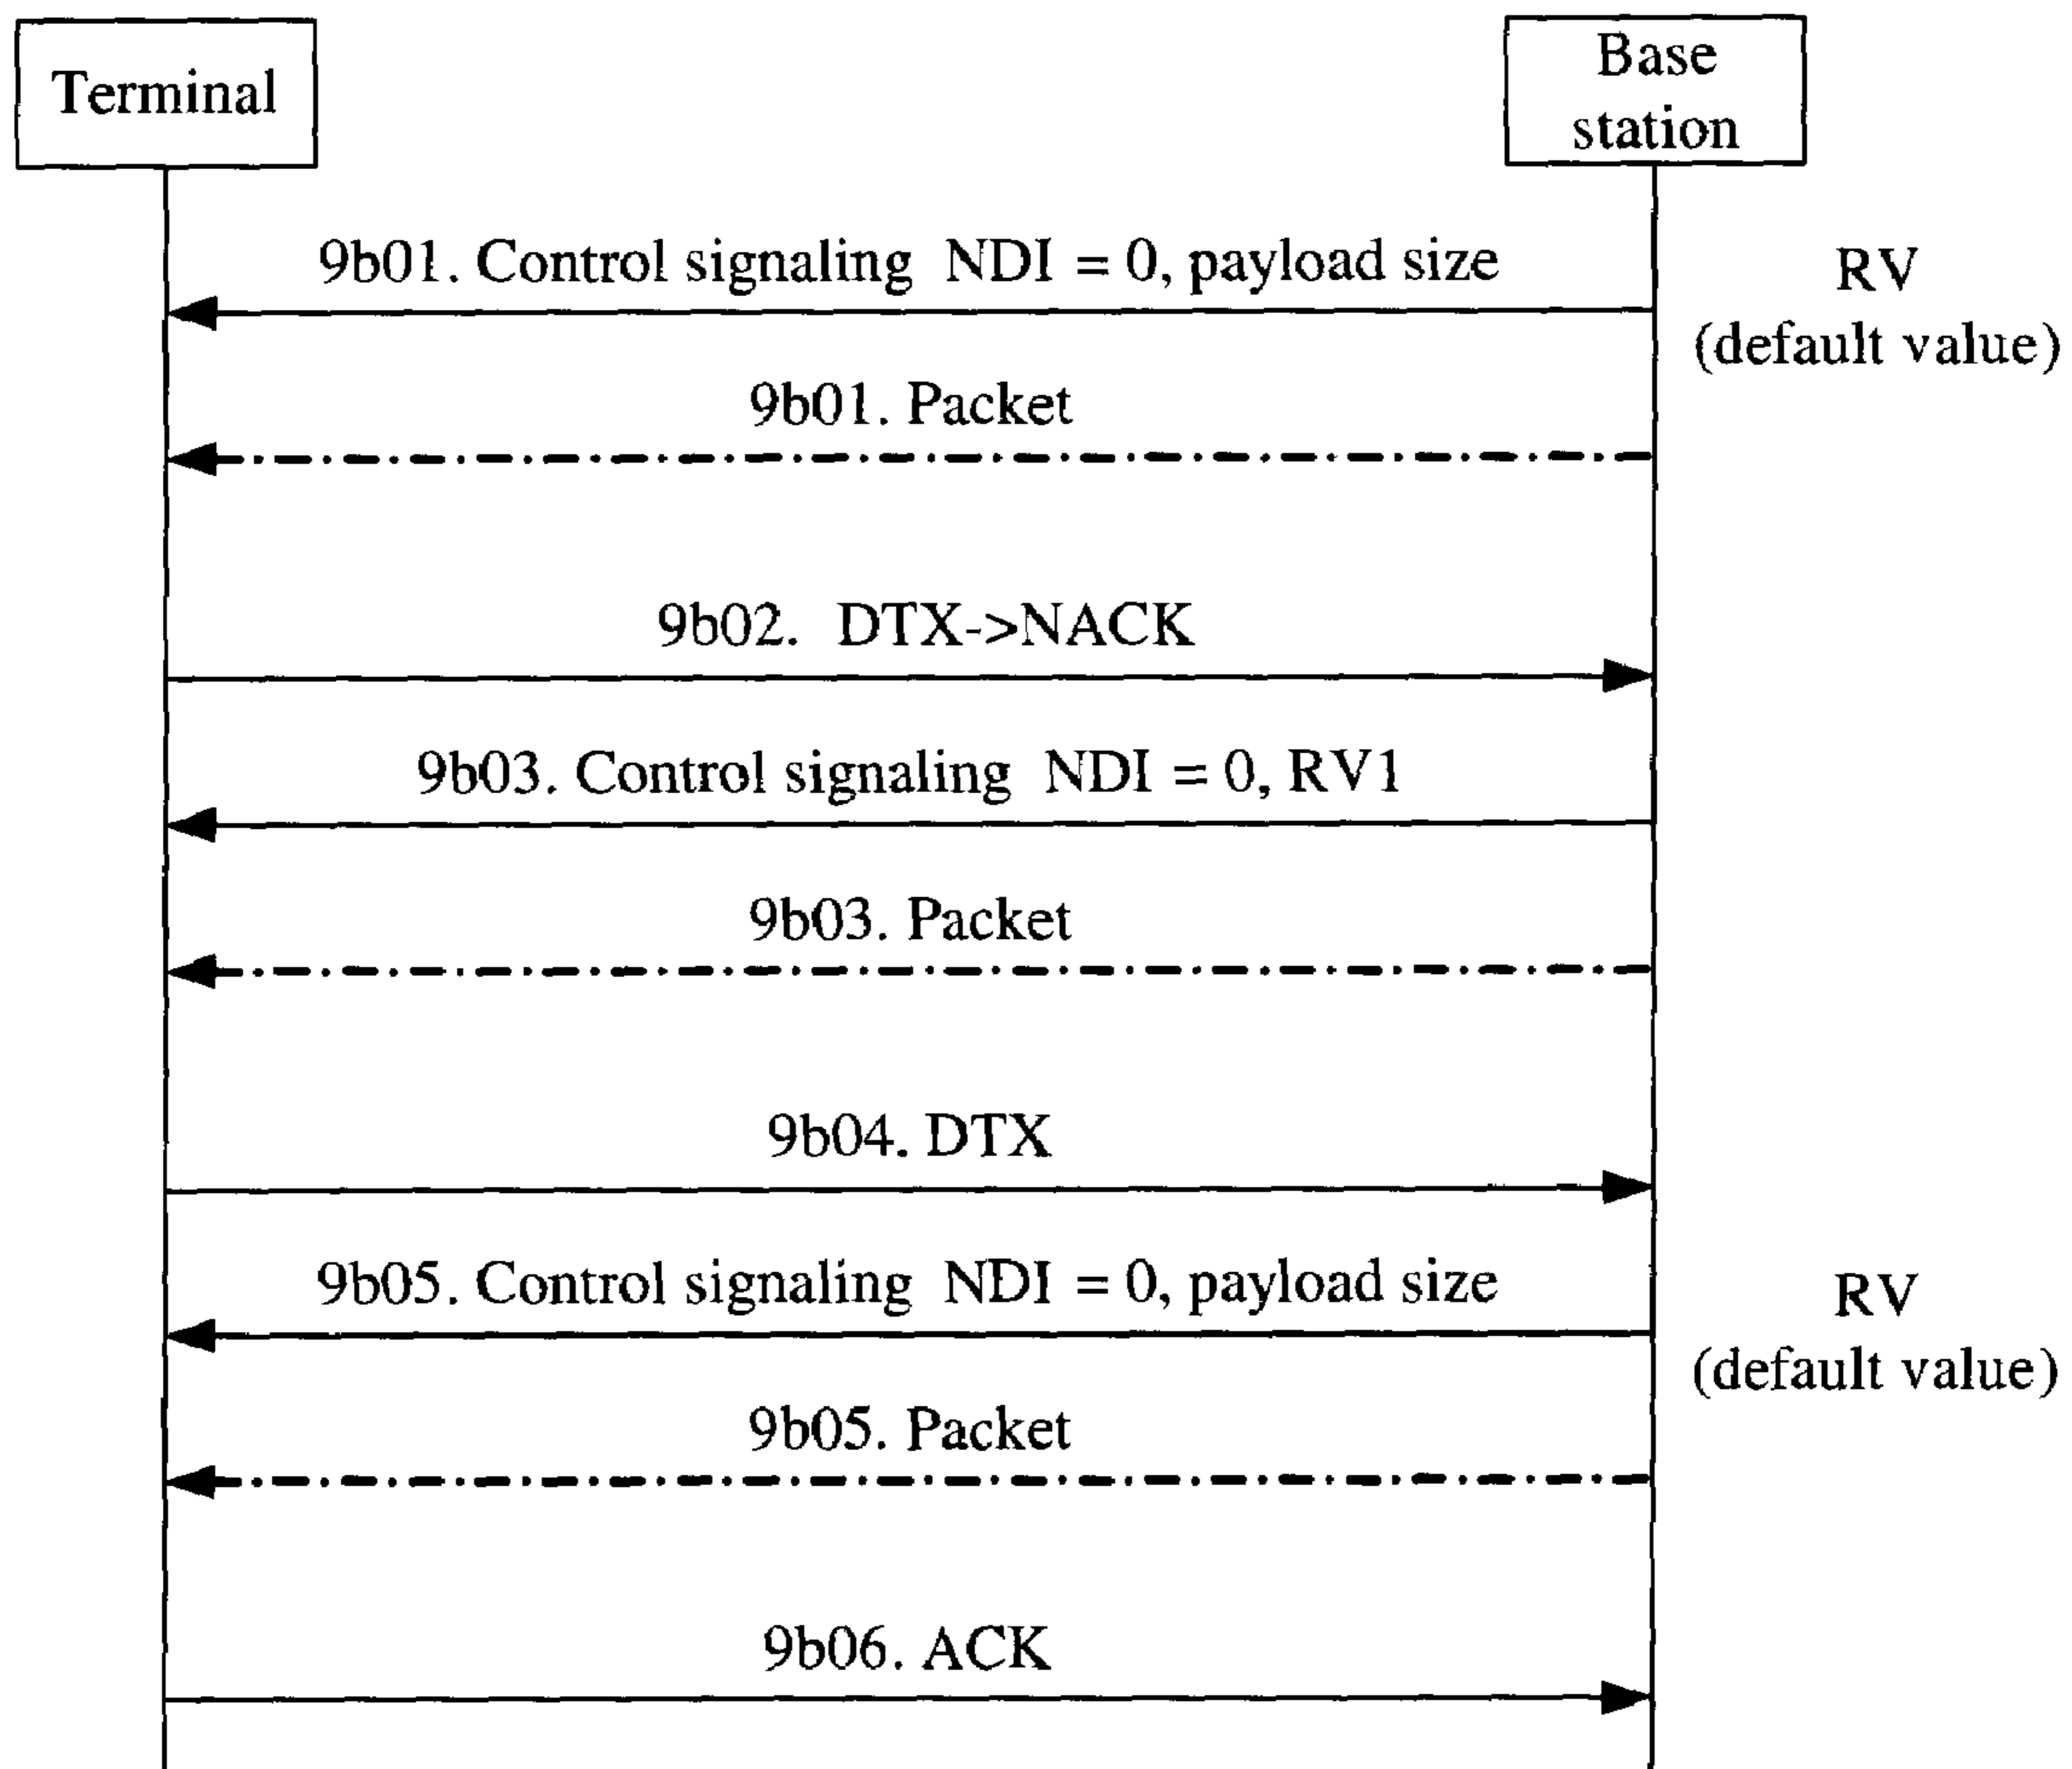 Terminal
Base
station
9b01. Control signaling NDI = 0, payload size
RV
(default value)
9b01. Packet
9b02. DTX->NACK
9b03. Control signaling NDI = 0, RV1
9b03. Packet
9b04. DTX
9b05. Control signaling NDI = 0, payload size
RV
(default value)
9b05. Packet
9b06. ACK